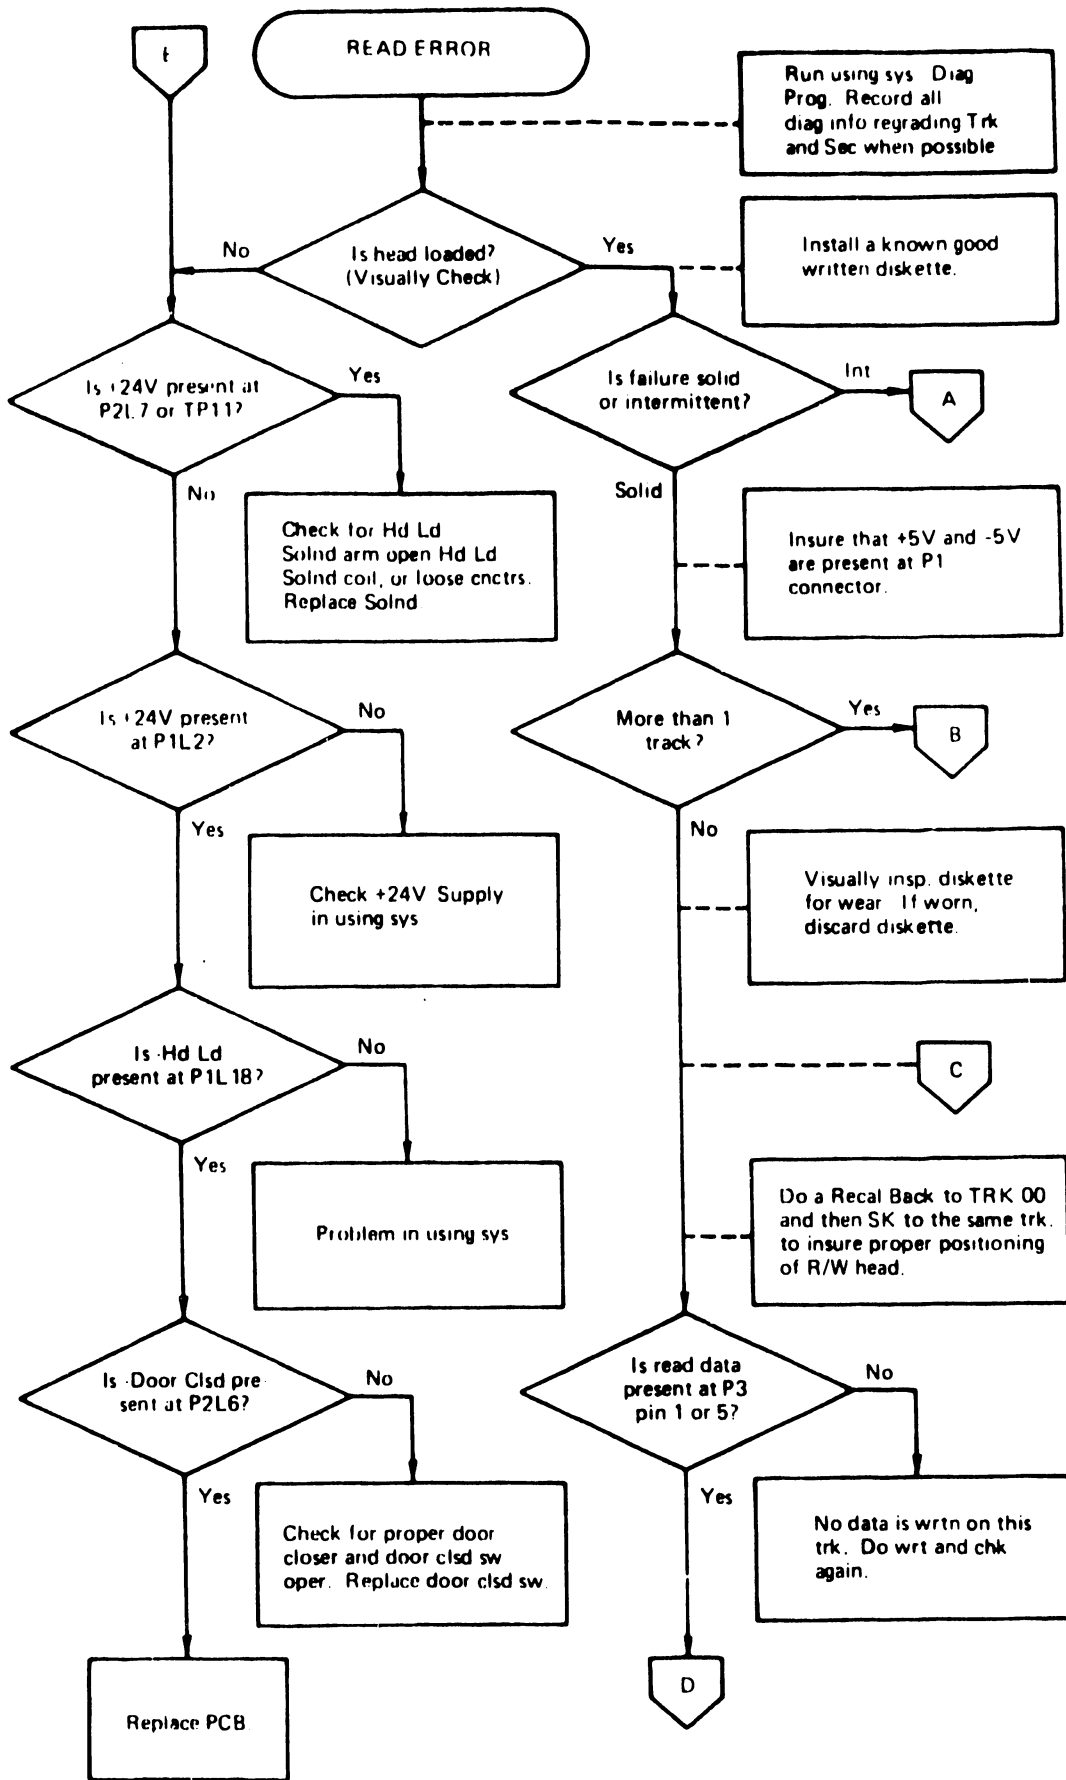 READ ERROR
Run using sys Diag
Prog. Record all
diag info regrading Trk
and Sec when possible
Is head loaded?
(Visually Check)
No
Yes
Install a known good
written diskette.
Is +24V present at
P2L7 or TP11?
Yes
No
Is failure solid
or intermittent?
Int
A
Solid
Check for Hd Ld
Solnd arm open Hd Ld
Solnd coil, or loose cnctrs.
Replace Solnd
Insure that +5V and -5V
are present at P1
connector.
Is +24V present
at P1L2?
No
Yes
More than 1
track?
Yes
B
No
Check +24V Supply
in using sys
Visually insp. diskette
for wear If worn,
discard diskette.
Is -Hd Ld
present at P1L18?
No
Yes
C
Problem in using sys
Do a Recal Back to TRK 00
and then SK to the same trk.
to insure proper positioning
of R/W head.
Is -Door Clsd pre
sent at P2L6?
No
Yes
Is read data
present at P3
pin 1 or 5?
No
Yes
Check for proper door
closer and door clsd sw
oper. Replace door clsd sw.
No data is wrtn on this
trk. Do wrt and chk
again.
Replace PCB
D